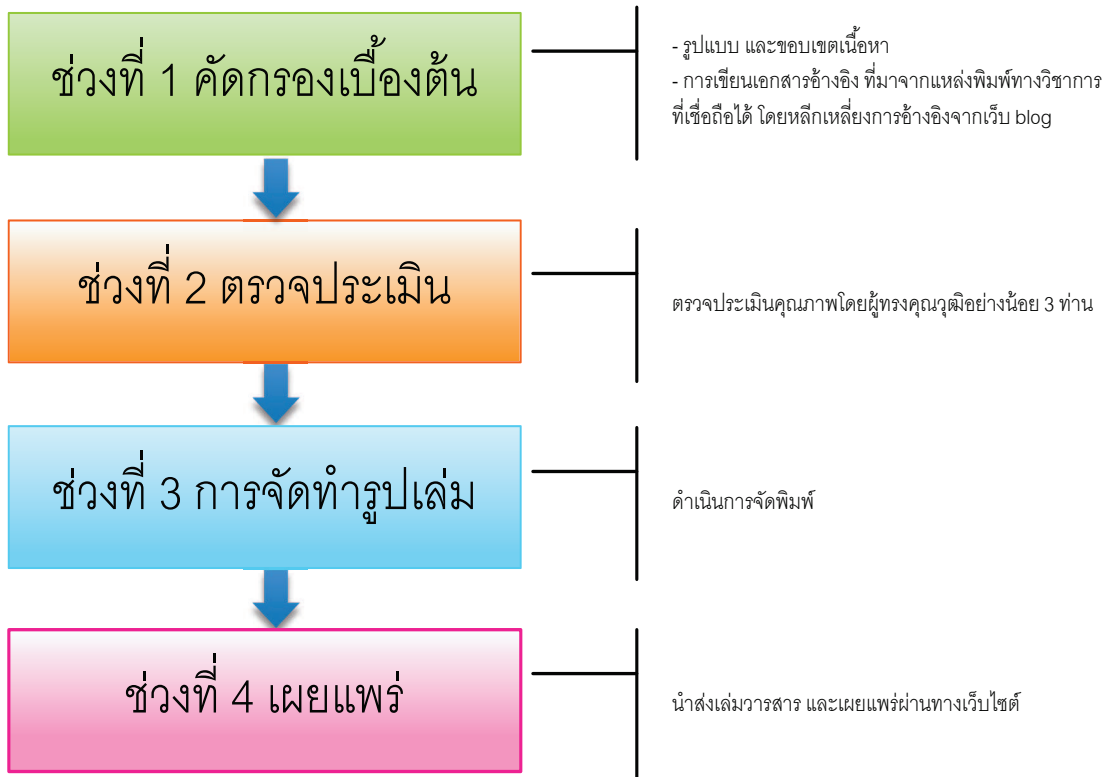 ช่วงที่ 1 คัดกรองเบื้องต้น
- รูปแบบ และขอบเขตเนื้อหา
- การเขียนเอกสารอ้างอิง ที่มาจากแหล่งพิมพ์ทางวิชาการ
ที่เชื่อถือได้ โดยหลีกเหลี่ยงการอ้างอิงจากเว็บ blog
ช่วงที่ 2 ตรวจประเมิน
ตรวจประเมินคุณภาพโดยผู้ทรงคุณวุฒิอย่างน้อย 3 ท่าน
ช่วงที่ 3 การจัดทำรูปเล่ม
ดำเนินการจัดพิมพ์
ช่วงที่ 4 เผยแพร่
นำส่งเล่มวารสาร และเผยแพร่ผ่านทางเว็บไซต์